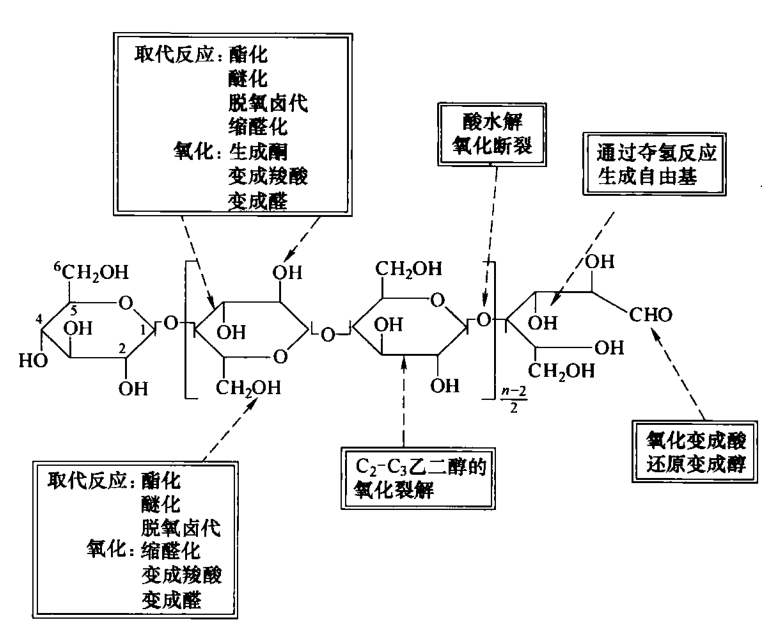 取代反应：酯化
醚化
脱氧卤代
缩醛化
氧化：生成酮
变成羧酸
变成醛
酸水解
氧化断裂
通过夺氢反应
生成自由基
6CH2OH
5
O
4
OH
1
HO
2
OH
O
OH
OH
O
CH2OH
O
CH2OH
O
OH
OH
O
n-2
2
OH
OH
CHO
OH
CH2OH
取代反应：酯化
醚化
脱氧卤代
氧化：缩醛化
变成羧酸
变成醛
C2-C3乙二醇的
氧化裂解
氧化变成酸
还原变成醇